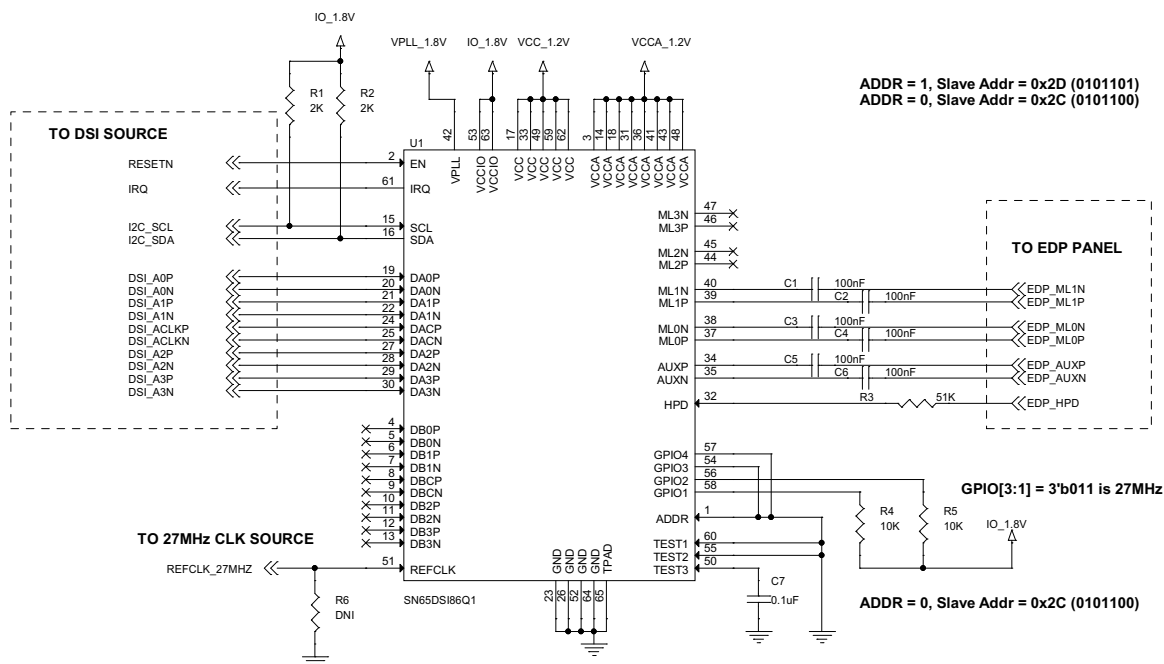 IO_1.8V
VPLL_1.8V
IO_1.8V
VCC_1.2V
VCCA_1.2V
ADDR = 1, Slave Addr = 0x2D (0101101)
ADDR = 0, Slave Addr = 0x2C (0101100)
R1
2K
R2
2K
TO DSI SOURCE
U1
42
53
63
17
33
49
59
62
3
14
18
31
36
41
43
48
VPLL
VCCIO
VCCIO
VCC
VCC
VCC
VCC
VCC
VCCA
VCCA
VCCA
VCCA
VCCA
VCCA
VCCA
VCCA
RESETN 2 EN
IRQ 61 IRQ
I2C_SCL 15 SCL
I2C_SDA 16 SDA
DSI_A0P 19 DA0P
DSI_A0N 20 DA0N
DSI_A1P 21 DA1P
DSI_A1N 22 DA1N
DSI_ACLKP 24 DACP
DSI_ACLKN 25 DACN
DSI_A2P 27 DA2P
DSI_A2N 28 DA2N
DSI_A3P 29 DA3P
DSI_A3N 30 DA3N
4 DB0P
5 DB0N
6 DB1P
7 DB1N
8 DBCP
9 DBCN
10 DB2P
11 DB2N
12 DB3P
13 DB3N
TO 27MHz CLK SOURCE
REFCLK_27MHZ 51 REFCLK
R6
DNI
SN65DSI86Q1
GND
GND
GND
GND
TPAD
23
26
52
64
65
ML3N 47
ML3P 46
ML2N 45
ML2P 44
TO EDP PANEL
ML1N 40 C1 100nF EDP_ML1N
ML1P 39 C2 100nF EDP_ML1P
ML0N 38 C3 100nF EDP_ML0N
ML0P 37 C4 100nF EDP_ML0P
AUXP 34 C5 100nF EDP_AUXP
AUXN 35 C6 100nF EDP_AUXN
HPD 32 R3 51K EDP_HPD
GPIO4 57
GPIO3 54
GPIO2 56
GPIO1 58
GPIO[3:1] = 3'b011 is 27MHz
ADDR 1
R4
10K
R5
10K
IO_1.8V
TEST1 60
TEST2 55
TEST3 50
C7
0.1uF
ADDR = 0, Slave Addr = 0x2C (0101100)